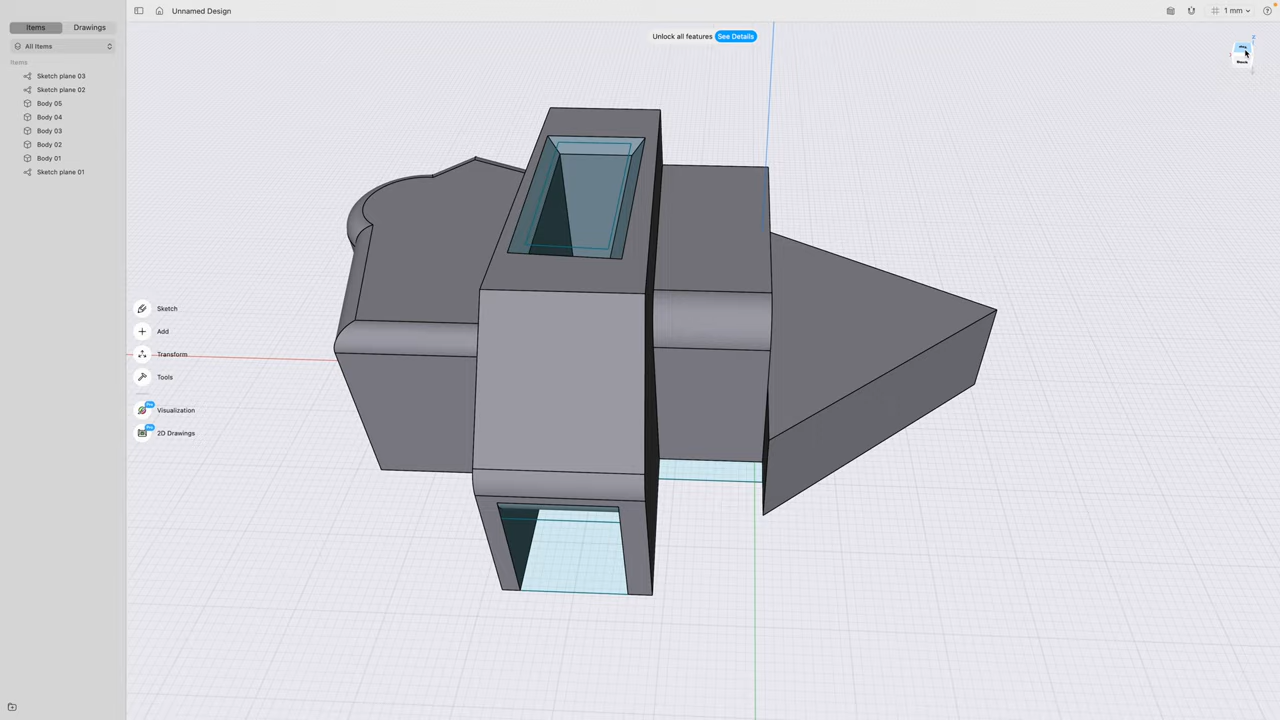 Unnamed Design
1 mm
Items
Drawings
Unlock all features
See Details
All Items
Items
Sketch plane 03
Sketch plane 02
Body 05
Body 04
Body 03
Body 02
Body 01
Sketch plane 01
Sketch
Add
Transform
Tools
Pro
Visualization
Pro
2D Drawings